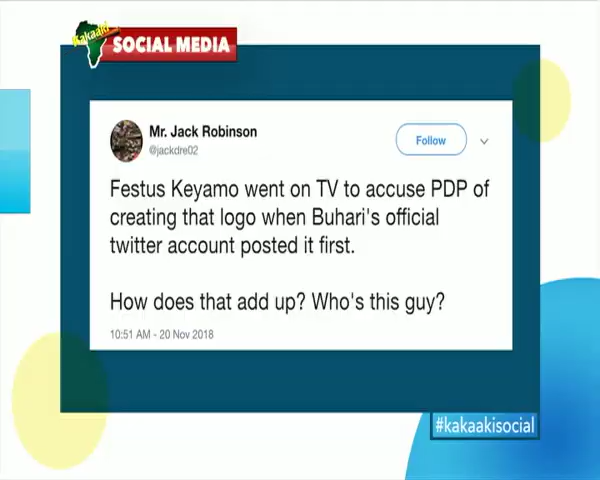 Kakaaki
SOCIAL MEDIA
Mr. Jack Robinson
@jackdre02
Follow
Festus Keyamo went on TV to accuse PDP of
creating that logo when Buhari's official
twitter account posted it first.
How does that add up? Who's this guy?
10:51 AM - 20 Nov 2018
#kakaakisocial